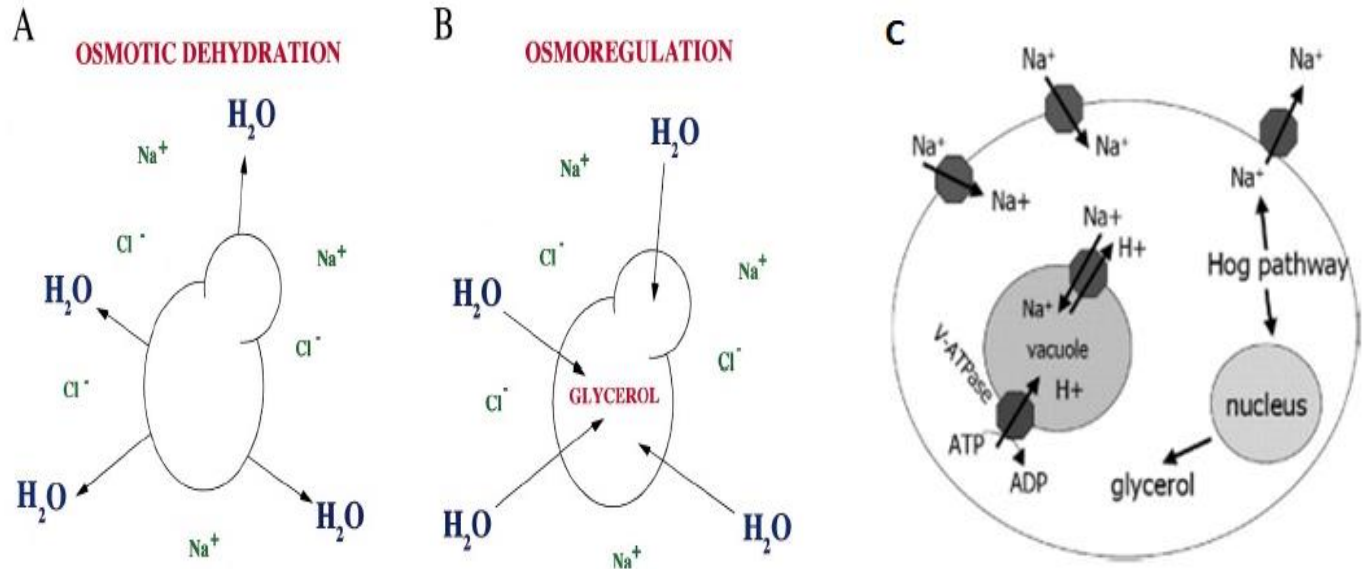 A
OSMOTIC DEHYDRATION
H₂O
Na⁺
Cl⁻
Na⁺
H₂O
Cl⁻
Cl⁻
H₂O
H₂O
Na⁺
B
OSMOREGULATION
H₂O
Na⁺
Cl⁻
Na⁺
H₂O
Cl⁻
GLYCEROL
Cl⁻
H₂O
H₂O
Na⁺
C
Na⁺
Na⁺
Na⁺
Na⁺
Na+
Na⁺
Na+
H+
Hog pathway
Na⁺
vacuole
V-ATPase
H+
nucleus
ATP
ADP
glycerol